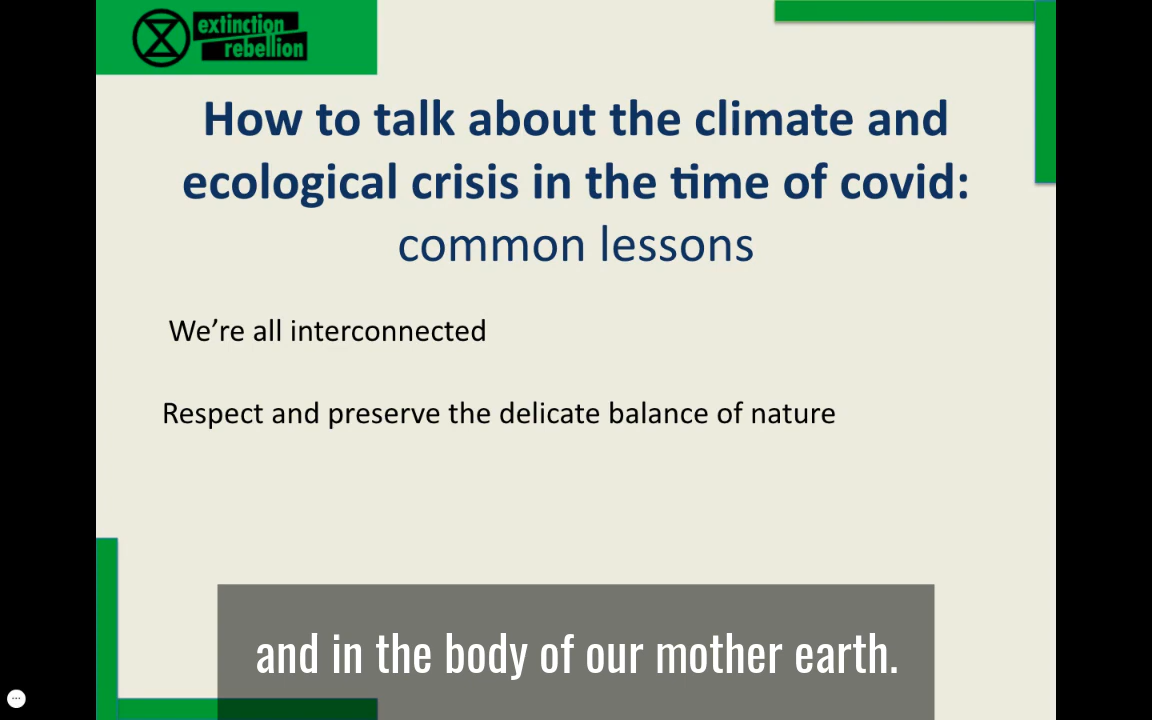 extinction
rebellion
How to talk about the climate and
ecological crisis in the time of covid:
common lessons
We’re all interconnected
Respect and preserve the delicate balance of nature
and in the body of our mother earth.